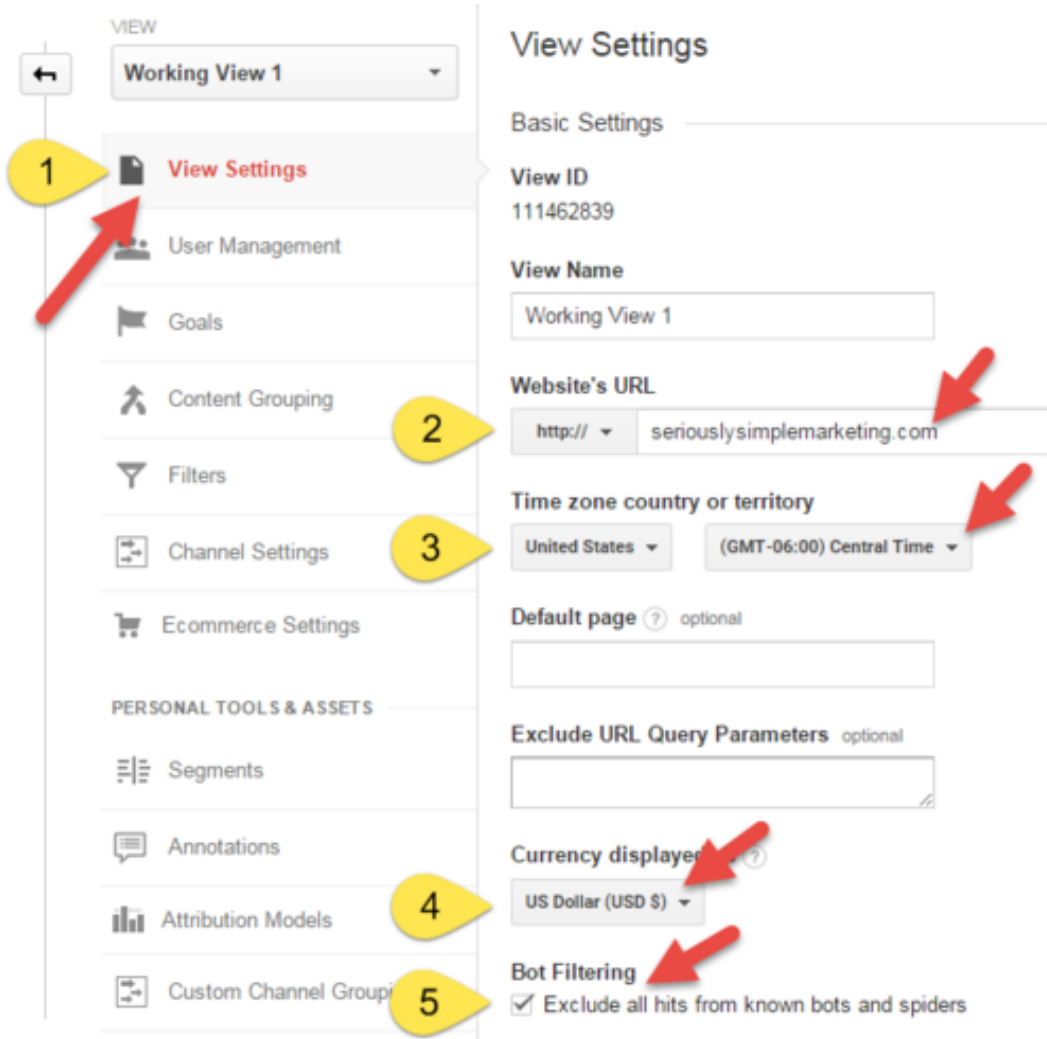 VIEW
Working View 1
1
View Settings
User Management
Goals
Content Grouping
Filters
Channel Settings
Ecommerce Settings
PERSONAL TOOLS & ASSETS
Segments
Annotations
Attribution Models
Custom Channel
View Settings
Basic Settings
View ID
111462839
View Name
Working View 1
Website's URL
2
http:// seriouslysimplemarketing.com
Time zone country or territory
3
United States (GMT-06:00) Central Time
Default page ? optional
Exclude URL Query Parameters optional
Currency displayed ?
4
US Dollar (USD $)
Bot Filtering
5
Exclude all hits from known bots and spiders